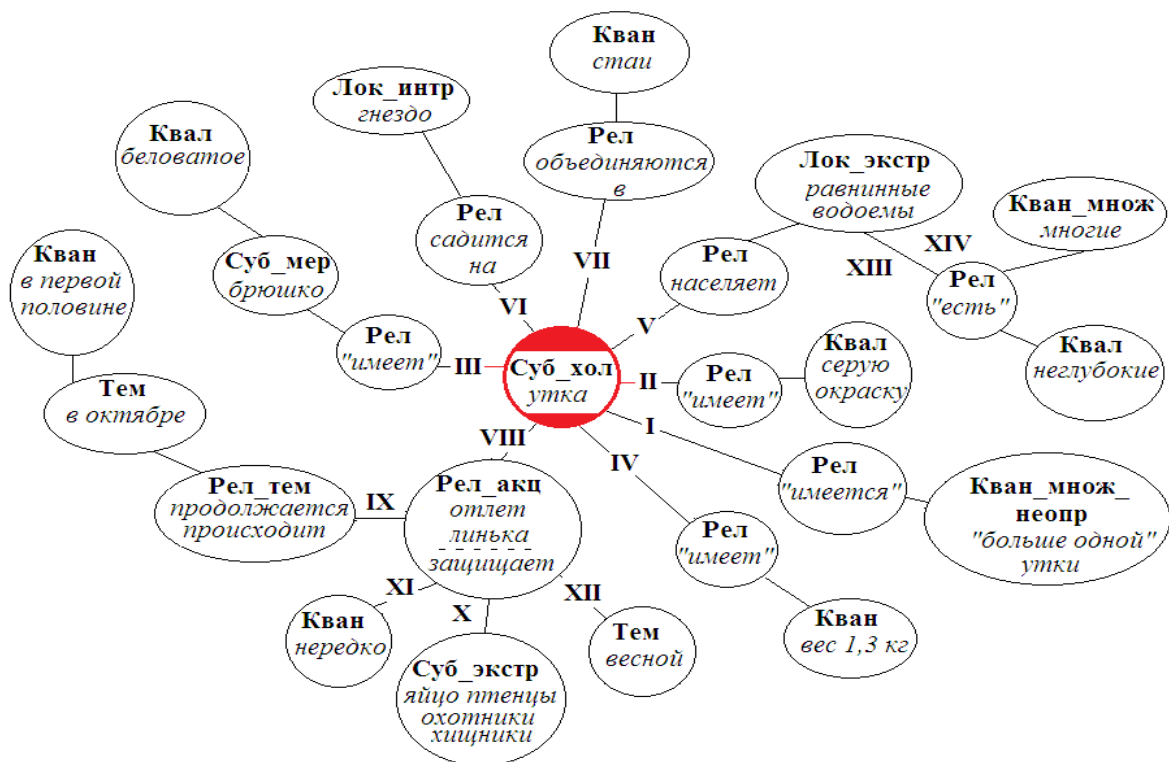 Кван
стаи
Лок_интр
гнездо
Квал
беловатое
Рел
объединяются
в
Лок_экстр
равнинные
водоемы
Кван_множ
многие
Рел
садится
на
Кван
в первой
половине
Суб_мер
брюшко
VII
XIV
XIII
Рел
населяет
Рел
"есть"
VI
V
Рел
"имеет"
III
Суб_хол
утка
II
Рел
"имеет"
Квал
серую
окраску
Квал
неглубокие
Тем
в октябре
I
VIII
IV
Рел
"имеется"
Кван_множ_
неопр
"больше одной"
утки
Рел_тем
продолжается
происходит
IX
Рел_акц
отлет
линька
защищает
Рел
"имеет"
XI
X
XII
Кван
нередко
Тем
весной
Кван
вес 1,3 кг
Суб_экстр
яйцо птенцы
охотники
хищники